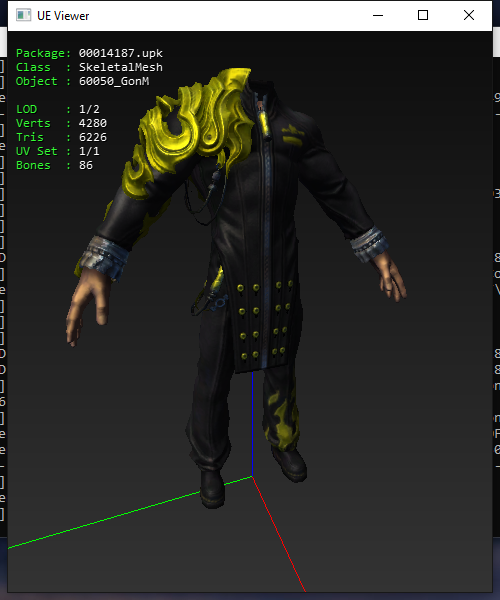 UE Viewer
Package: 00014187.upk
Class  : SkeletalMesh
Object : 60050_GonM
LOD    : 1/2
Verts  : 4280
Tris   : 6226
UV Set : 1/1
Bones  : 86